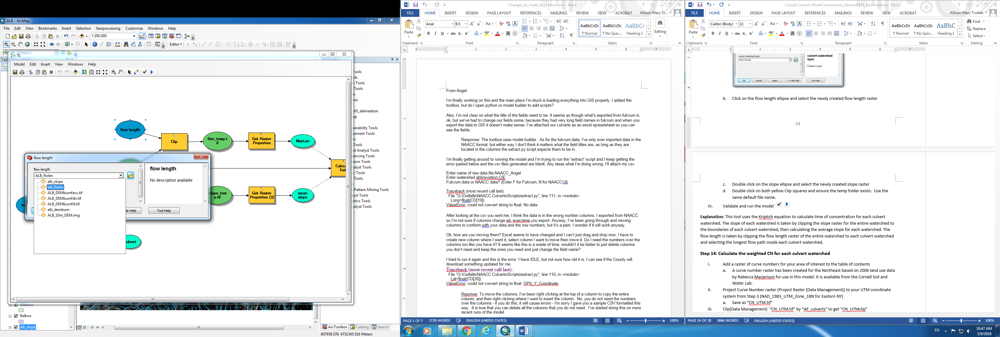 ALB - ArcMap
File Edit View Bookmarks Insert Selection Geoprocessing Customize Windows Help
1:250,000
Editor
Tc
Model Edit Insert View Windows Help
flow length
Clip
flen_temp.t
if
Get Raster
Properties
MaxLen
Calcu
Fiel
lope_tem
p.tif
Get Raster
Properties (3)
mean
slope
ulvert
flow length
flow length
ALB_flolen
alb_slope
alb_flolen
ALB_DEMburnfacc.tif
ALB_DEMburnfdir.tif
ALB_DEMburnfill.tif
alb_demburn
ALB_10m_DEM.img
flow length
No description available
de Help
Tool Help
Tools
ols
y Tools
Tools
s
ws
WS_delineation
ep
perability Tools
ement Tools
s
Tools
al Analyst Tools
encing Tools
sion Tools
alyst Tools
c Tools
Tools
Pattern Mining Tools
yst Tools
stics Tools
alyst Tools
9albws
alb_slope
ArcToolbox Catalog Search
607939.578 4731345.516 Meters
Changes_to_make_to_instructions - Word
FILE HOME INSERT DESIGN PAGE LAYOUT REFERENCES MAILINGS REVIEW VIEW ACROBAT Allison Mary Tr...
Paste
Arial 9.5
AaBbCcDc AaBbCcDc AaBbCc
¶ Normal ¶ No Spac... Heading 1
Editing
Clipboard Font Paragraph Styles
From Angel
I'm finally working on this and the main place I'm stuck is loading everything into GIS properly. I added the
toolbox, but do I open python or model builder to add scripts?
Also, I'm not clear on what the title of the fields need to be. It seems as though what's exported from fulcrum is
ok, but we've had to change our fields some, because they had very long field names in fulcrum and when you
export the data to GIS it doesn't make sense. I've attached our culverts as an excel spreadsheet so you can
see the fields.
Response: The toolbox uses model builder. As for the fulcrum data, I've only ever imported data in the
NAACC format, but either way I don't think it matters what the field titles are, as long as they are
located in the columns the extract.py script expects them to be in.
I'm finally getting around to running the model and I'm trying to run the “extract” script and I keep getting the
error pasted below and the csv files generated are blank. Any ideas what I'm doing wrong. I'll attach my csv.
Enter name of raw data file:NAACC_Angel
Enter watershed abbreviation:CIE
Fulcrum data or NAACC data? (Enter F for Fulcrum, N for NAACC):N
Traceback (most recent call last):
File "G:\Outfalls\NAACC Culverts\Scripts\extract.py", line 111, in <module>
Long=float(CD[19])
ValueError: could not convert string to float: No data
After looking at the csv you sent me, I think the data is in the wrong number columns. I exported from NAACC
so I'm not sure if columns change etc everytime you export. Anyway, I've been going through and moving
columns to conform with your data and the row numbers, but it's a pain. I wonder if it will work anyway.
Ok, how are you moving them? Excel seems to have changed and I can't just drag and drop now. I have to
create new column where I want it, select column I want to move then move it. Do I need the numbers over the
columns too like you have it? It seems like this is a waste of time, wouldn't it be faster to just delete columns
you don't need and keep the ones you need and just change the field name?
I tried to run it again and this is the error. I have IDLE, but not sure how old it is. I can see if the County will
download something updated for me.
Traceback (most recent call last):
File "G:\Outfalls\NAACC Culverts\Scripts\extract.py", line 110, in <module>
Lat=float(CD[20])
ValueError: could not convert string to float: GPS_Y_Coordinate
Reponse: To move the columns, I've been right clicking at the top of a column to copy the entire
column, and then right clicking where I want to insert the column. No, you do not need the numbers
over the columns - if you do this, it will cause errors - I'm sorry I gave you a sample CSV formatted this
way. It is true that you can delete all the columns that you do not need. I've started doing this on more
recent runs of the model.
PAGE 1 OF 7 2729 WORDS ENGLISH (UNITED STATES) 100%
Cornell Culverts Model Instructions_Revised2018_forWorkshop - Word
FILE HOME INSERT DESIGN PAGE LAYOUT REFERENCES MAILINGS REVIEW VIEW ACROBAT Allison Mary Truhlar
Paste
Calibri (Body) 11
AaBbCcDc AaBbCcDc AaBbC
¶ Normal ¶ No Spac... Heading 1
Find
Replace
Select
Clipboard Font Paragraph Styles Editing
culvert watershed layer
All_Culverts
culvert watershed
layer
Feature Layer
OK Cancel Apply << Hide Help Tool Help
b. Click on the flow length ellipse and select the newly created flow length raster
24
c. Double click on the slope ellipse and select the newly created slope raster
d. Double click on both yellow Clip squares and ensure the temp folder exists. Use the
same default file name.
IV. Validate and run the model
Explanation: This tool uses the Kripitch equation to calculate time of concentration for each culvert
watershed. The slope of each watershed is taken by clipping the slope raster for the entire watershed to
the boundaries of each culvert watershed, then calculating the average slope for each watershed. The
flow length is taken by clipping the flow length raster of the entire watershed to each culvert watershed
and selecting the longest flow path inside each culvert watershed.
Step 14: Calculate the weighted CN for each culvert watershed
I. Add a raster of curve numbers for your area of interest to the table of contents
a. A curve number raster has been created for the Northeast based on 2006 land use data
by Rebecca Marjerison for use in this model. It is available from the Cornell Soil and
Water Lab.
II. Project Curve Number raster (Project Raster (Data Management)) to your UTM coordinate
system from Step 3 (NAD_1983_UTM_Zone_18N for Eastern NY)
a. Save as “CN_UTM.tif”
III. Clip(Data Management) “CN_UTM.tif” by “All_culverts” to get “CN_UTMclip”
PAGE 24 OF 28 5866 WORDS ENGLISH (UNITED STATES) 100%
EN
10:47 AM
3/9/2018